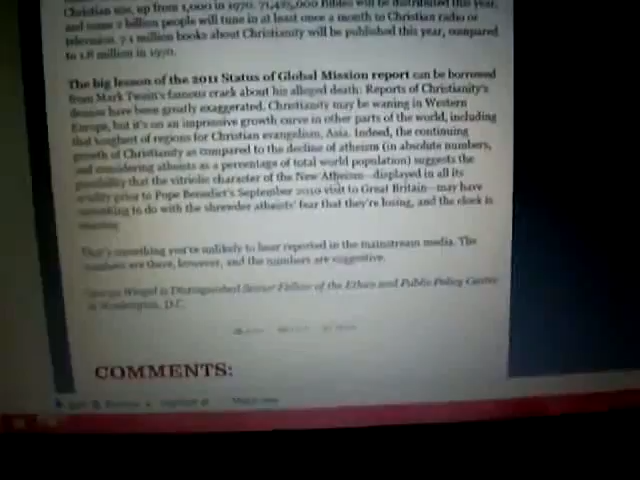 Christian use, up from 1,000 in 1970. 71,425,000 Bibles will be distributed this year,
and some 2 billion people will tune in at least once a month to Christian radio or
television. 7.1 million books about Christianity will be published this year, compared
to 1.8 million in 1970.
The big lesson of the 2011 Status of Global Mission report can be borrowed
from Mark Twain's famous crack about his alleged death: Reports of Christianity's
demise have been greatly exaggerated. Christianity may be waning in Western
Europe, but it's on an impressive growth curve in other parts of the world, including
that toughest of regions for Christian evangelism, Asia. Indeed, the continuing
growth of Christianity as compared to the decline of atheism (in absolute numbers,
and considering atheists as a percentage of total world population) suggests the
possibility that the vitriolic character of the New Atheism—displayed in all its
crudity prior to Pope Benedict's September 2010 visit to Great Britain—may have
something to do with the shrewder atheists' fear that they're losing, and the clock is
running.
That's something you're unlikely to hear reported in the mainstream media. The
numbers are there, however, and the numbers are suggestive.
George Weigel is Distinguished Senior Fellow of the Ethics and Public Policy Center
in Washington, D.C.
COMMENTS: